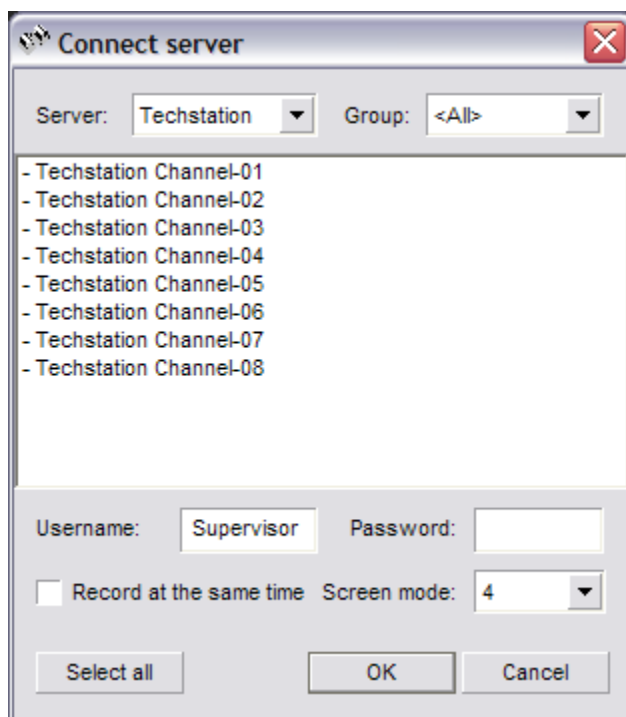 Connect server
Server: Techstation Group: <All>
- Techstation Channel-01
- Techstation Channel-02
- Techstation Channel-03
- Techstation Channel-04
- Techstation Channel-05
- Techstation Channel-06
- Techstation Channel-07
- Techstation Channel-08
Username: Supervisor Password:
Record at the same time Screen mode: 4
Select all OK Cancel